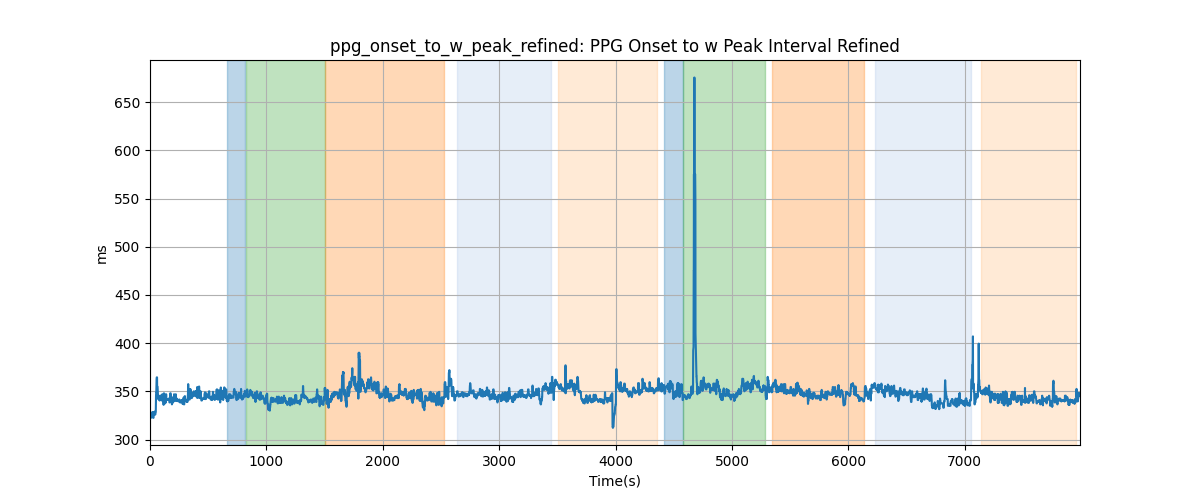 ppg_onset_to_w_peak_refined: PPG Onset to w Peak Interval Refined
650
600
550
500
450
400
350
300
ms
0 1000 2000 3000 4000 5000 6000 7000
Time(s)